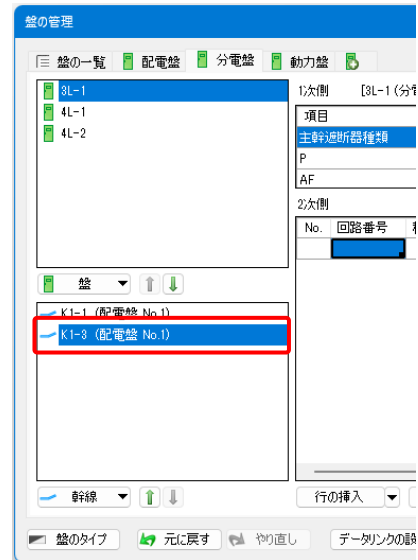 盤の管理
盤の一覧 配電盤 分電盤 動力盤
3L-1
4L-1
4L-2
盤
K1-1 (配電盤 No.1)
K1-3 (配電盤 No.1)
幹線
1次側 [3L-1 (分
項目
主幹遮断器種類
P
AF
2次側
No. 回路番号
行の挿入
盤のタイプ 元に戻す やり直し データリンクの